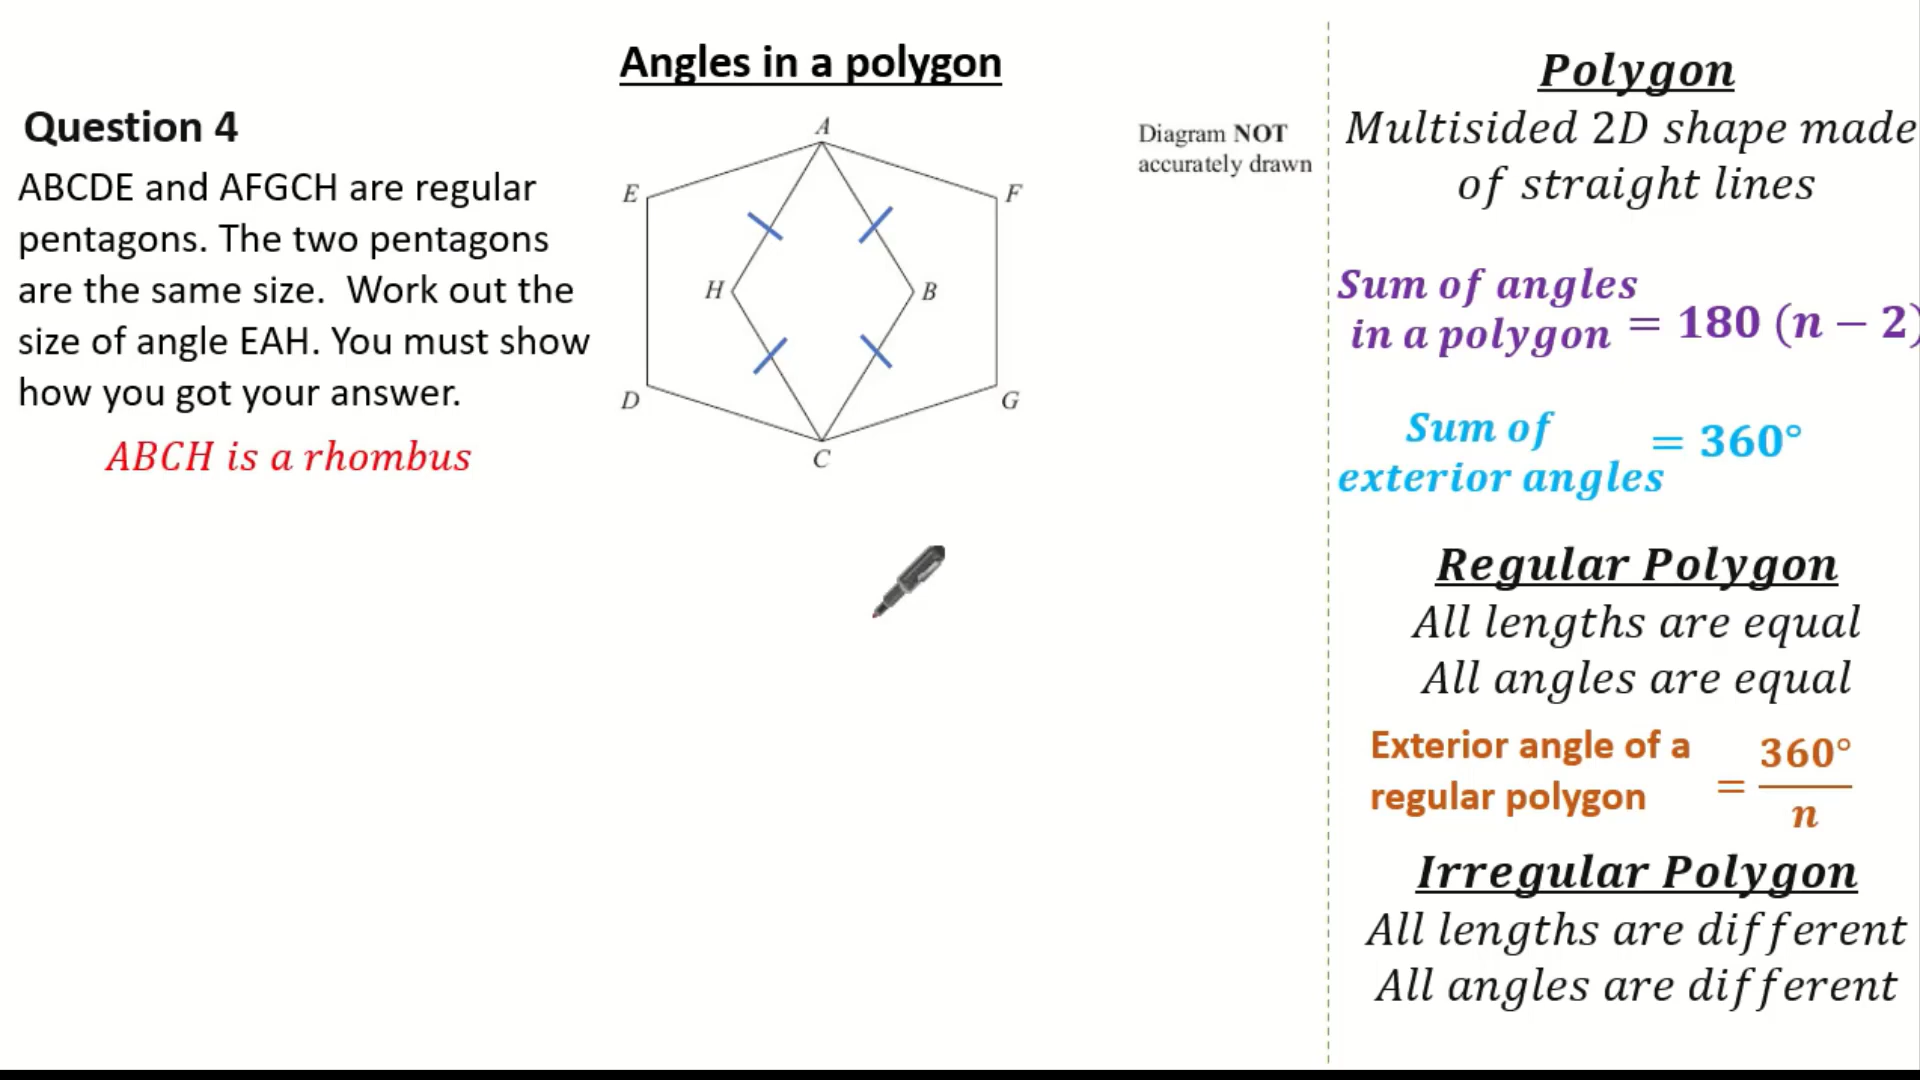 Angles in a polygon
Question 4
ABCDE and AFGCH are regular
pentagons. The two pentagons
are the same size. Work out the
size of angle EAH. You must show
how you got your answer.
ABCH is a rhombus
A
E
F
H
B
D
G
C
Diagram NOT
accurately drawn
Polygon
Multisided 2D shape made
of straight lines
Sum of angles
in a polygon = 180 (n − 2)
Sum of
exterior angles = 360°
Regular Polygon
All lengths are equal
All angles are equal
Exterior angle of a
regular polygon = 360°
n
Irregular Polygon
All lengths are different
All angles are different